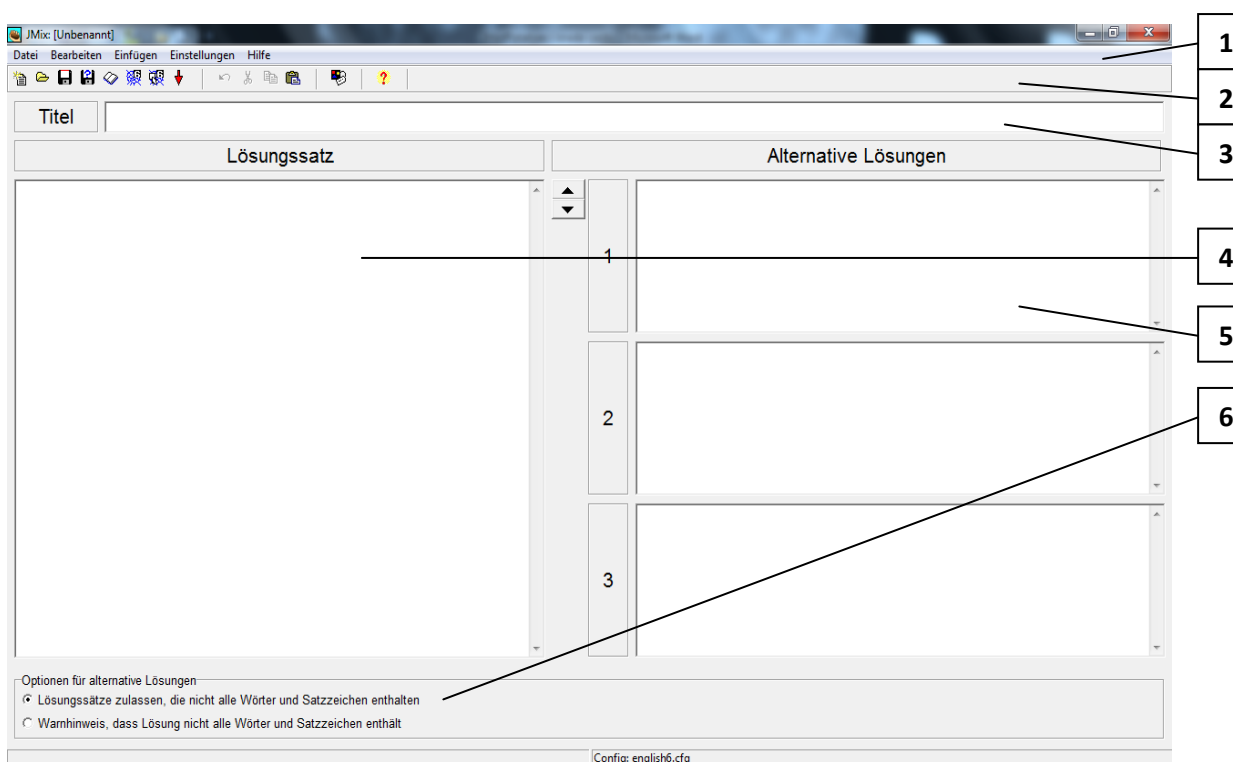 JMix: [Unbenannt]
1
Datei Bearbeiten Einfügen Einstellungen Hilfe
2
Titel
3
Lösungssatz
Alternative Lösungen
1
4
5
2
6
3
Optionen für alternative Lösungen
Lösungssätze zulassen, die nicht alle Wörter und Satzzeichen enthalten
Warnhinweis, dass Lösung nicht alle Wörter und Satzzeichen enthält
Config: english6.cfg